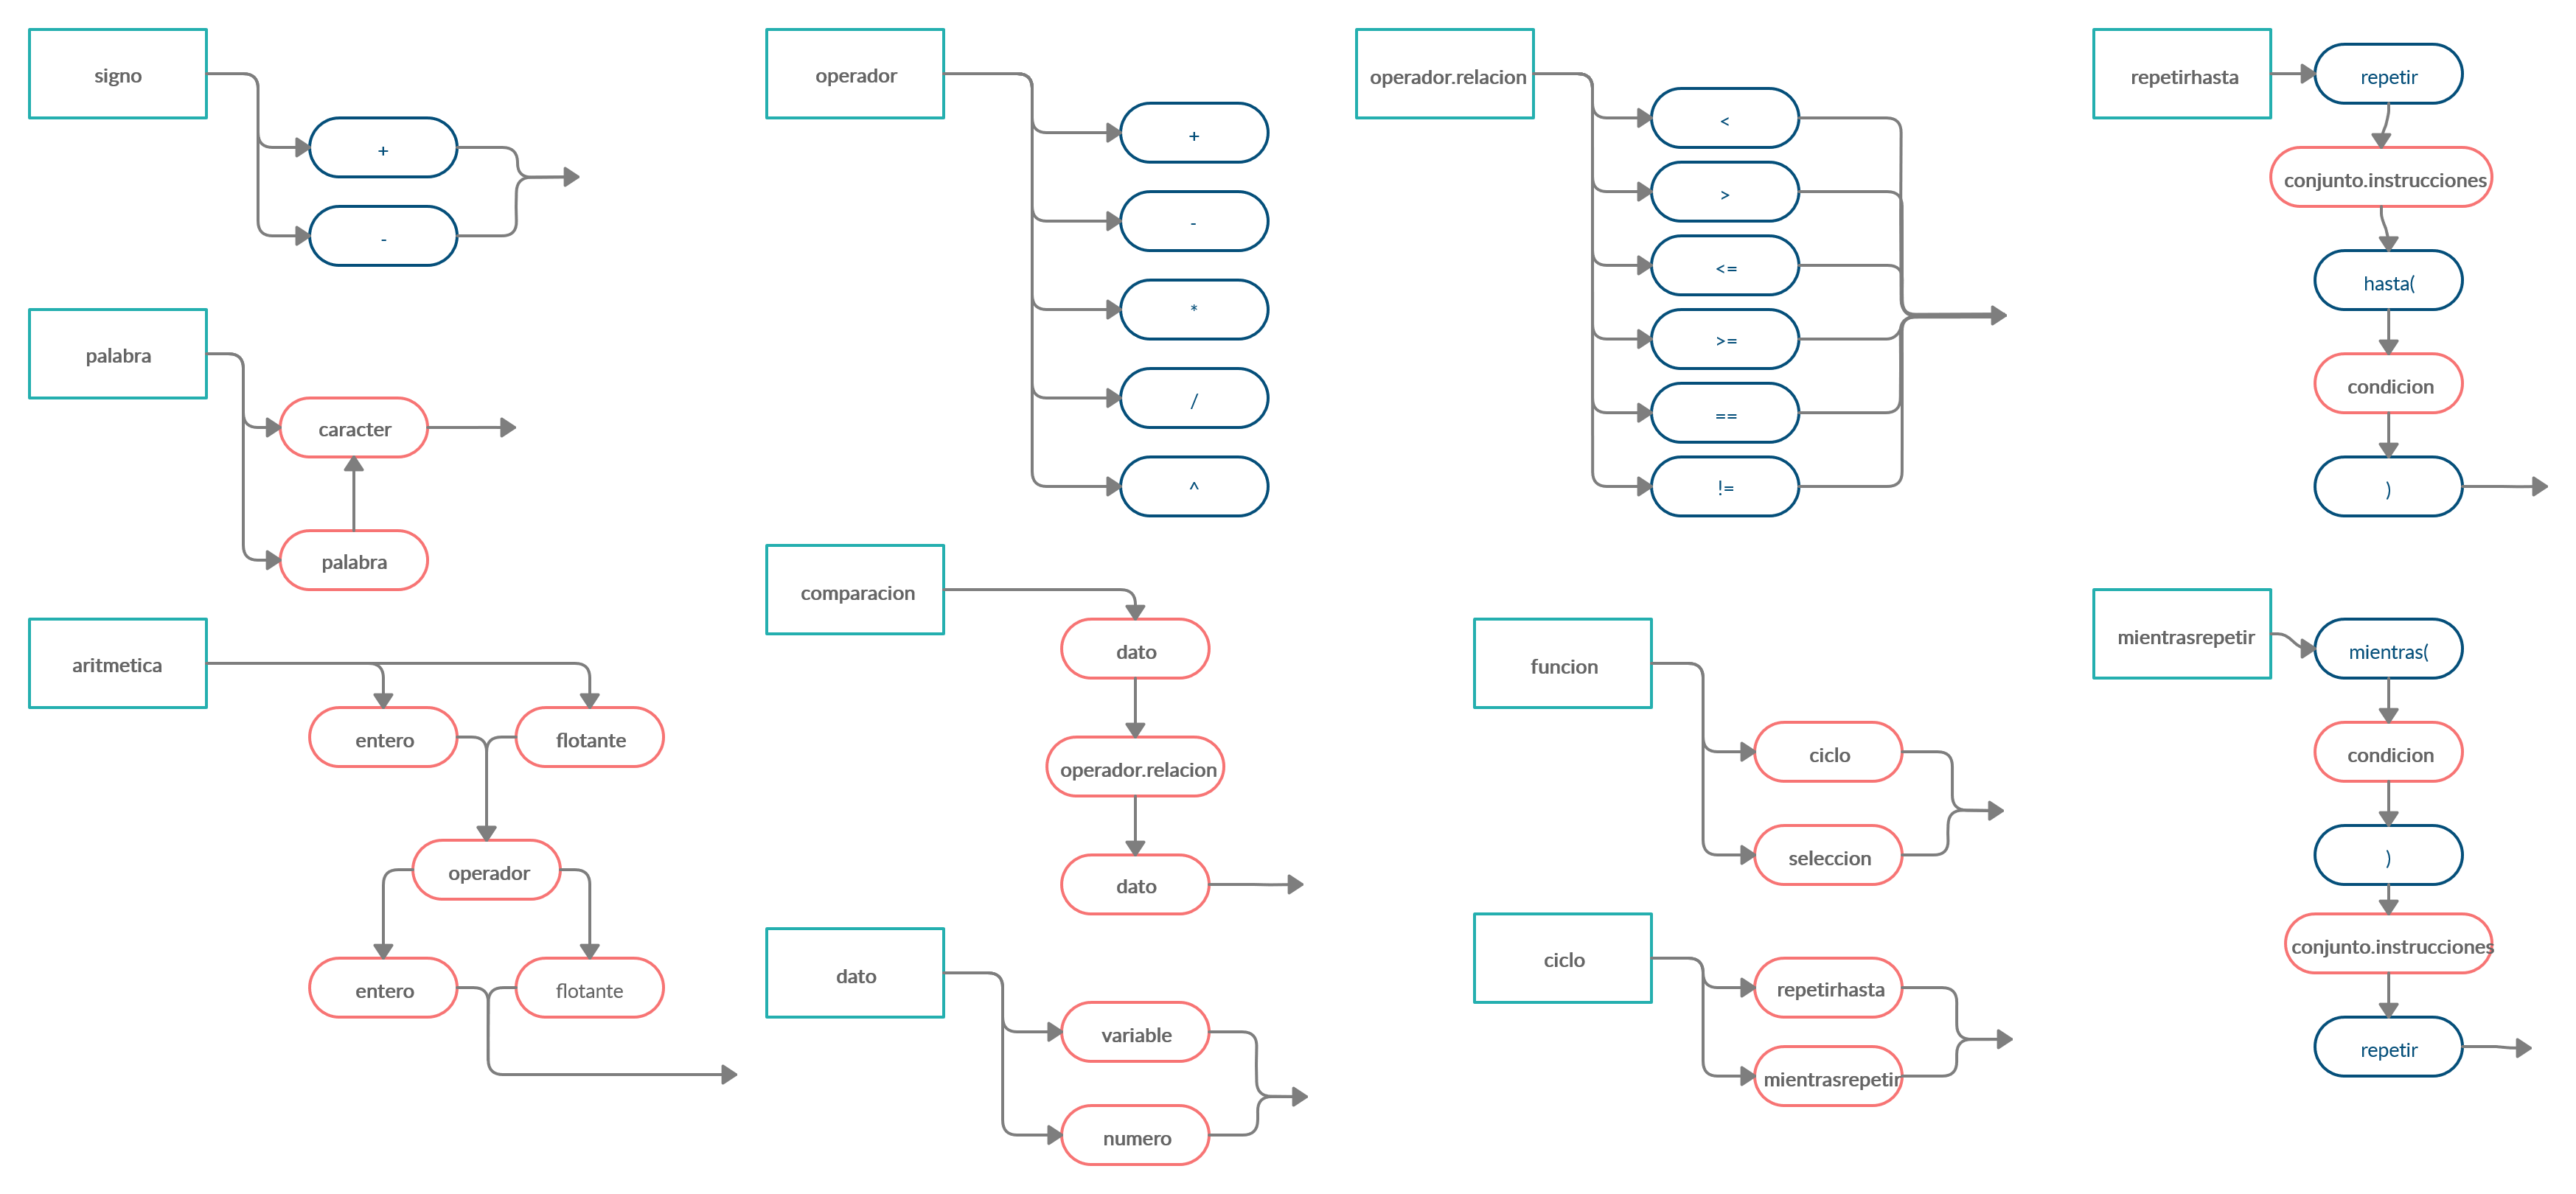 signo
+
-
palabra
caracter
palabra
aritmetica
entero
flotante
operador
entero
flotante
operador
+
-
*
/
^
comparacion
dato
operador.relacion
dato
dato
variable
numero
operador.relacion
<
>
<=
>=
==
!=
funcion
ciclo
seleccion
ciclo
repetirhasta
mientrasrepetir
repetirhasta
repetir
conjunto.instrucciones
hasta(
condicion
)
mientrasrepetir
mientras(
condicion
)
conjunto.instrucciones
repetir